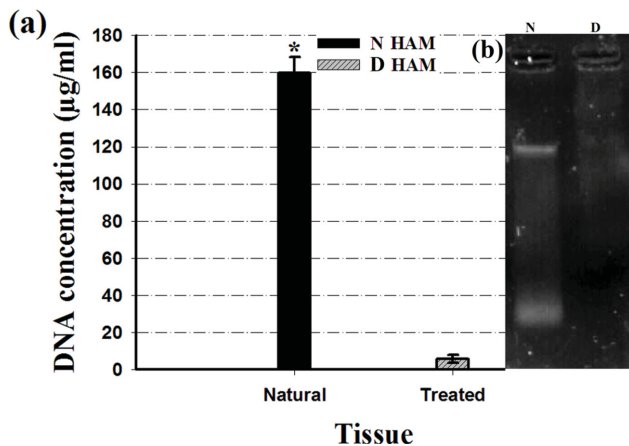 (a)
180
160
140
120
100
80
60
40
20
0
DNA concentration (µg/ml)
*
N HAM
D HAM
Natural
Treated
Tissue
(b)
N D